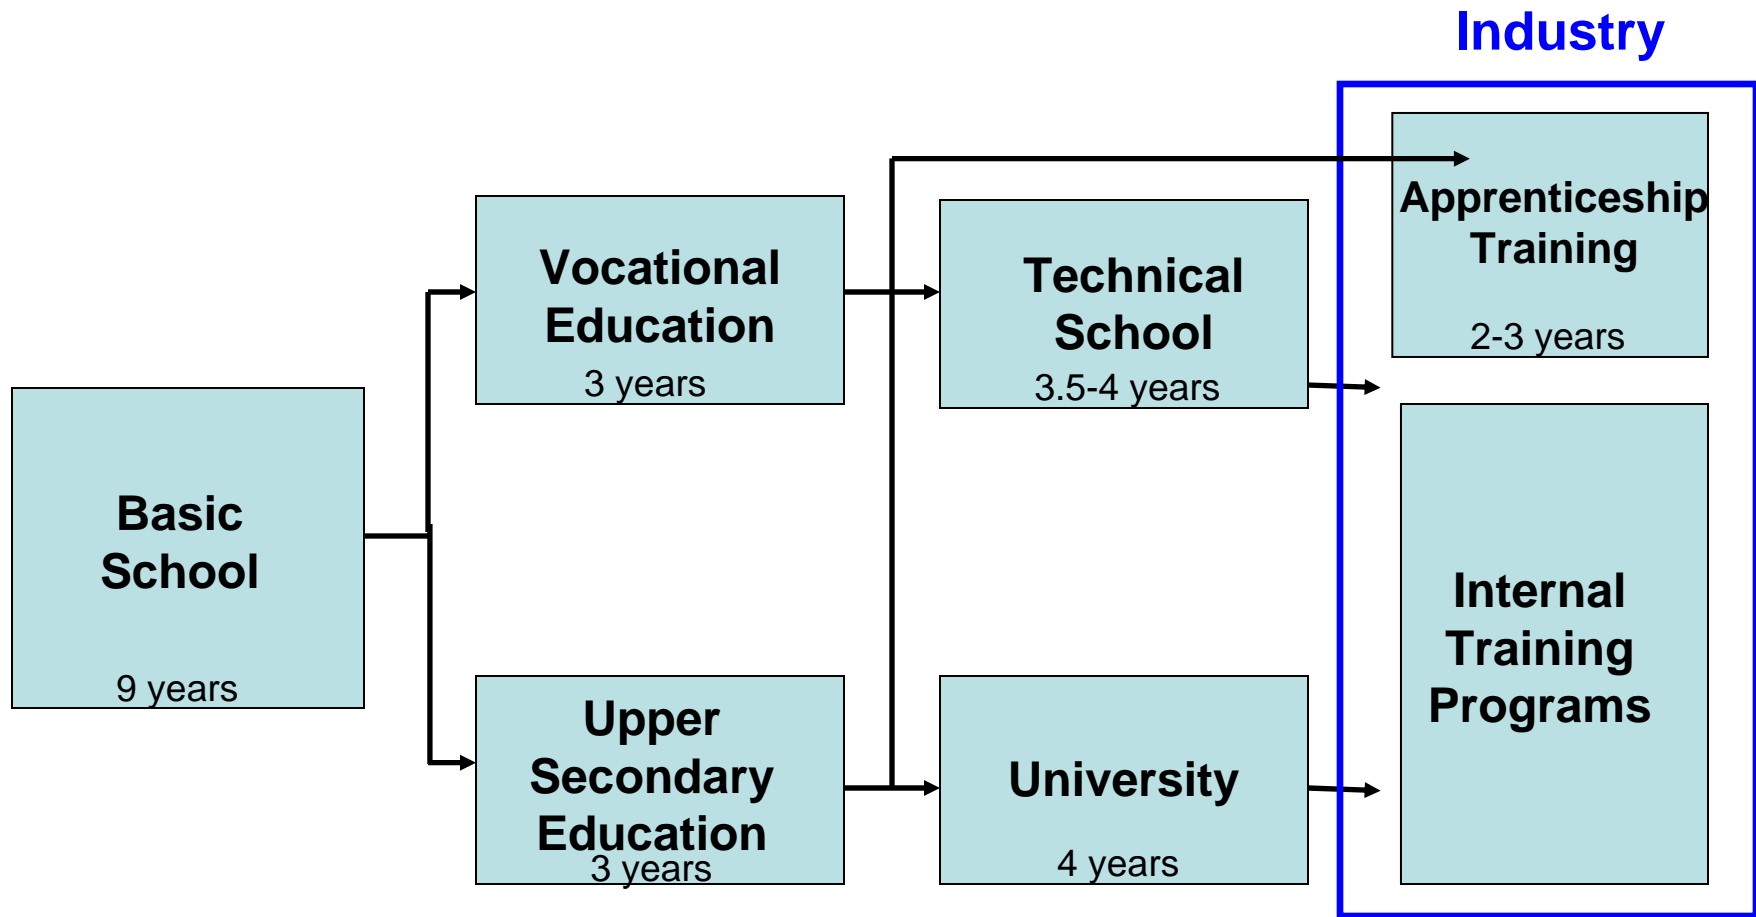 Industry
Apprenticeship
Training
2-3 years
Vocational
Education
3 years
Technical
School
3.5-4 years
Basic
School
9 years
Internal
Training
Programs
Upper
Secondary
Education
3 years
University
4 years